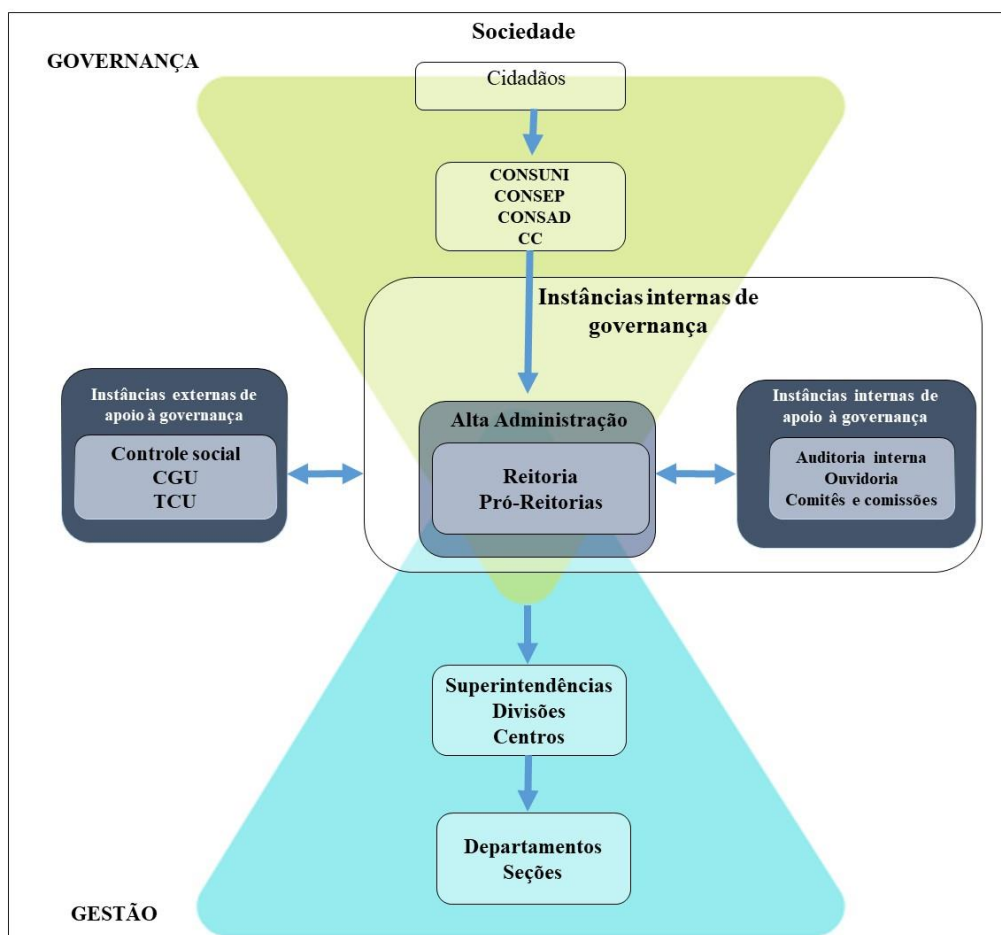 Sociedade
GOVERNANÇA
Cidadãos
CONSUNI
CONSEP
CONSAD
CC
Instâncias internas de
governança
Instâncias externas de
apoio à governança
Controle social
CGU
TCU
Alta Administração
Reitoria
Pró-Reitorias
Instâncias internas de
apoio à governança
Auditoria interna
Ouvidoria
Comitês e comissões
Superintendências
Divisões
Centros
Departamentos
Seções
GESTÃO